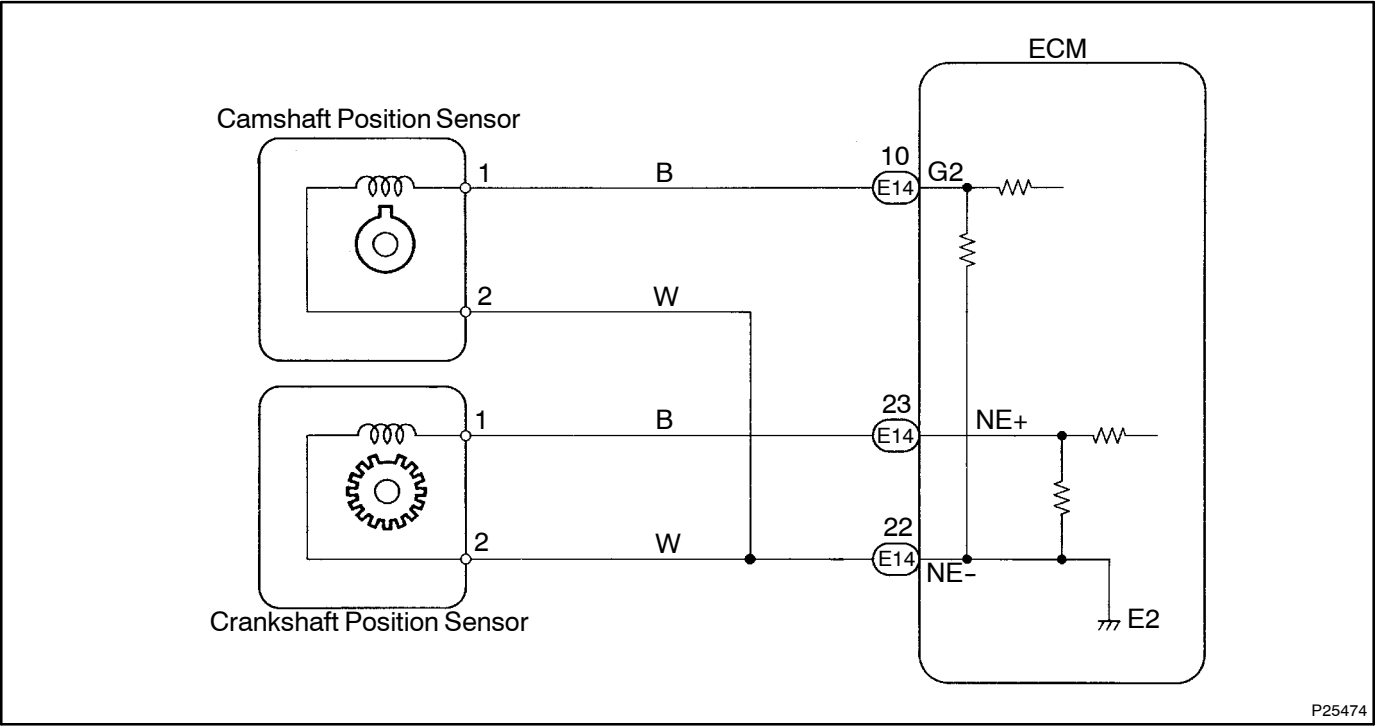 ECM
Camshaft Position Sensor
1 B 10
E14 G2
2 W
1 B 23
E14 NE+
2 W 22
E14 NE-
E2
Crankshaft Position Sensor
P25474